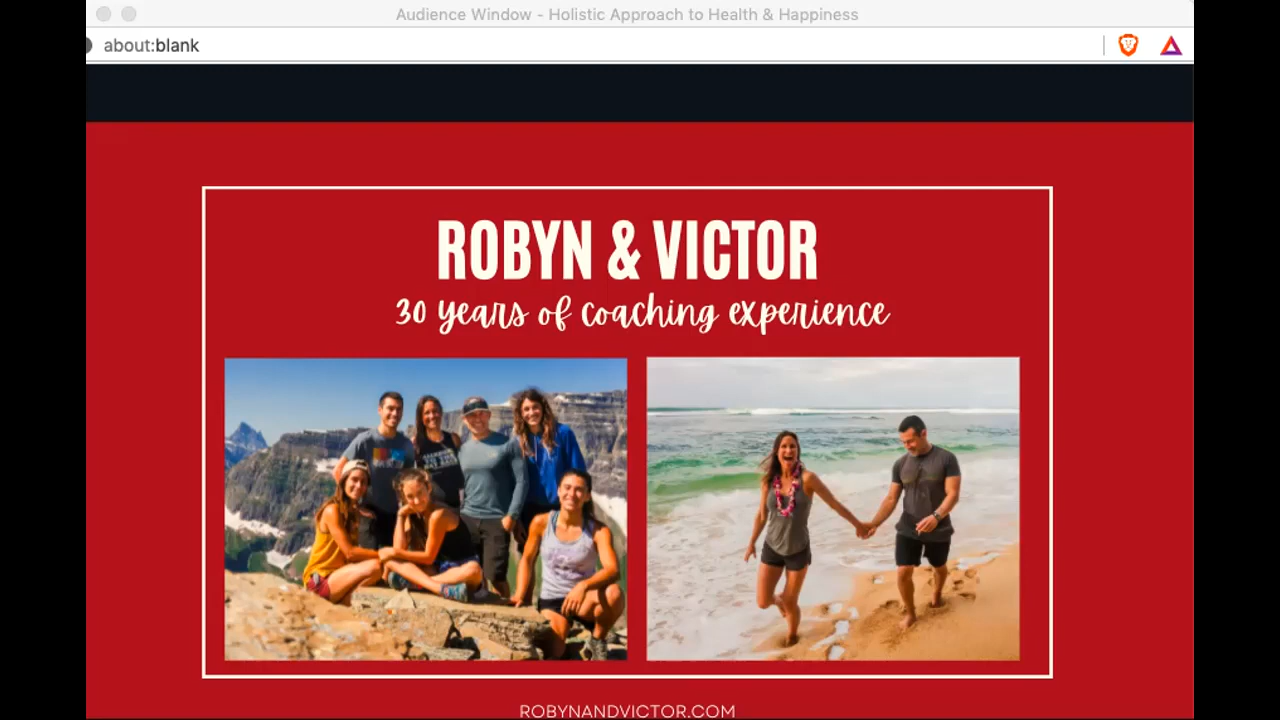 Audience Window - Holistic Approach to Health & Happiness
about:blank
ROBYN & VICTOR
30 years of coaching experience
ROBYNANDVICTOR.COM